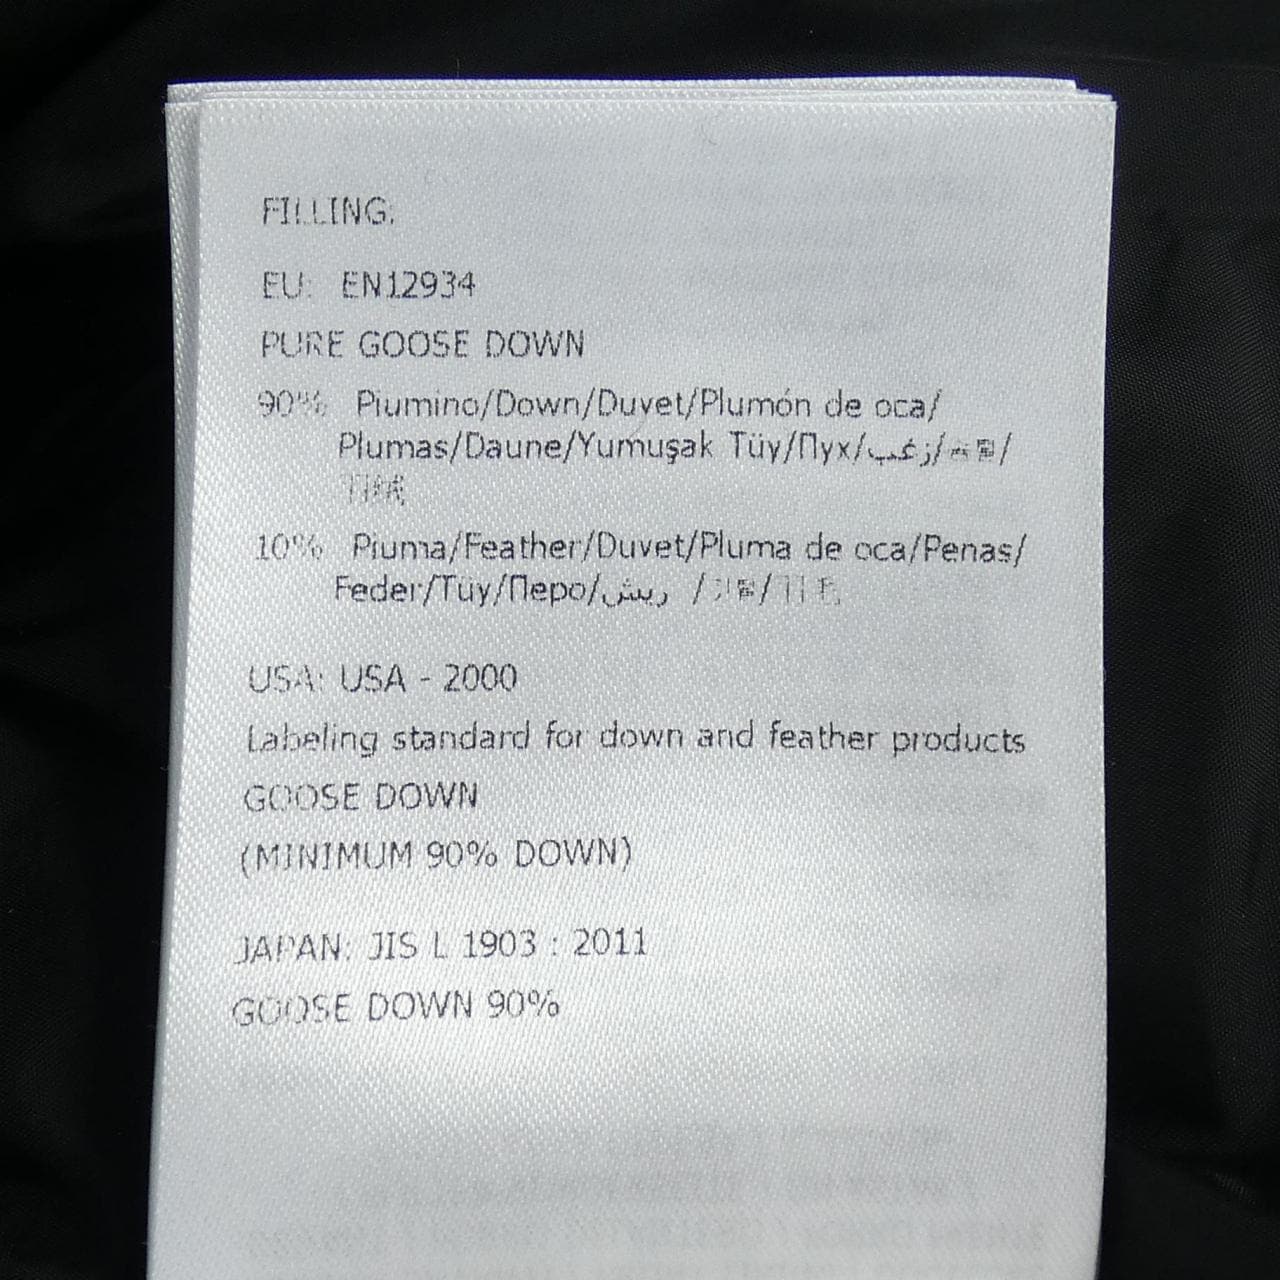 FILLING:
EU: EN12934
PURE GOOSE DOWN
90% Piumino/Down/Duvet/Plumón de oca/
Plumas/Daune/Yumuşak Tüy/Пух/زغب/
10% Piuma/Feather/Duvet/Pluma de oca/Penas/
Feder/Tüy/Перо/ريش /
USA: USA - 2000
Labeling standard for down and feather products
GOOSE DOWN
(MINIMUM 90% DOWN)
JAPAN: JIS L 1903 : 2011
GOOSE DOWN 90%